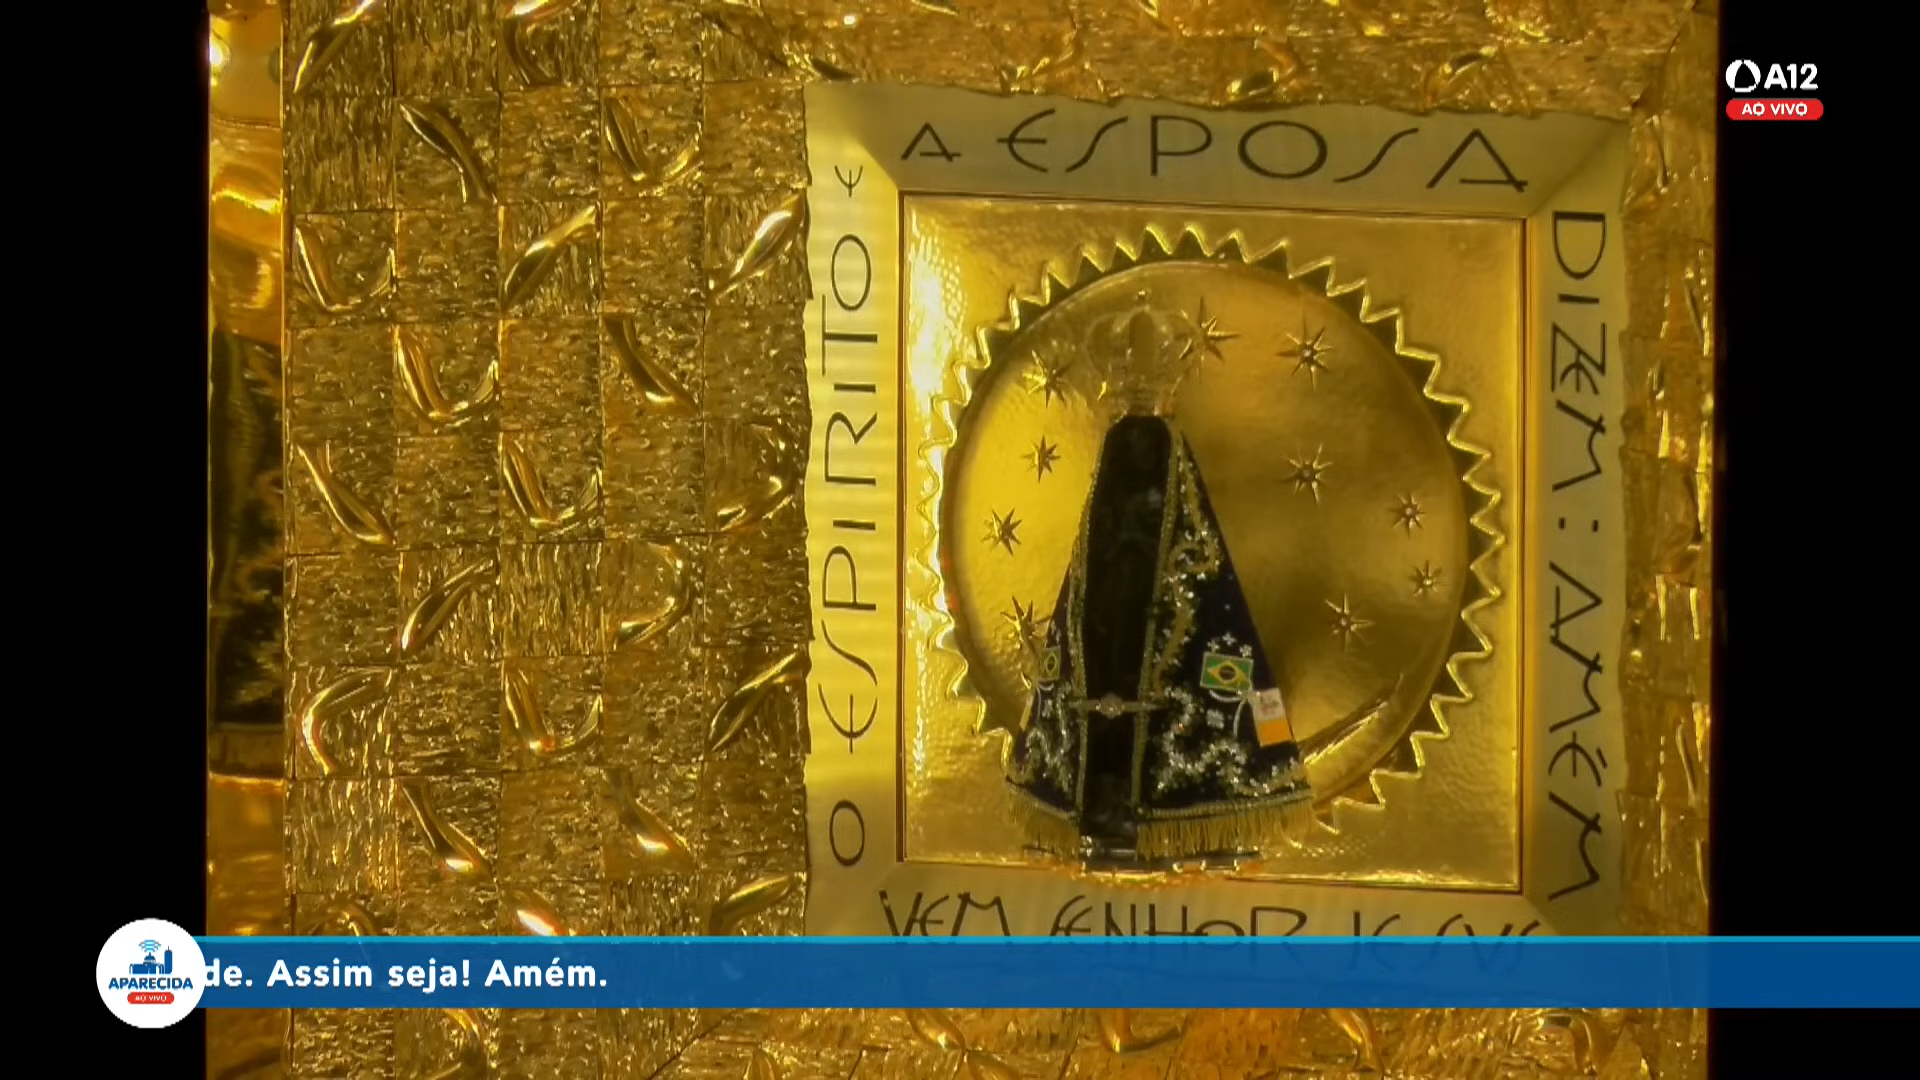 A12
AO VIVO
O ESPIRITO E
A ESPOSA
DIZEM: AMÉM
VEM SENHOR JESUS
de. Assim seja! Amém.
APARECIDA
AO VIVO